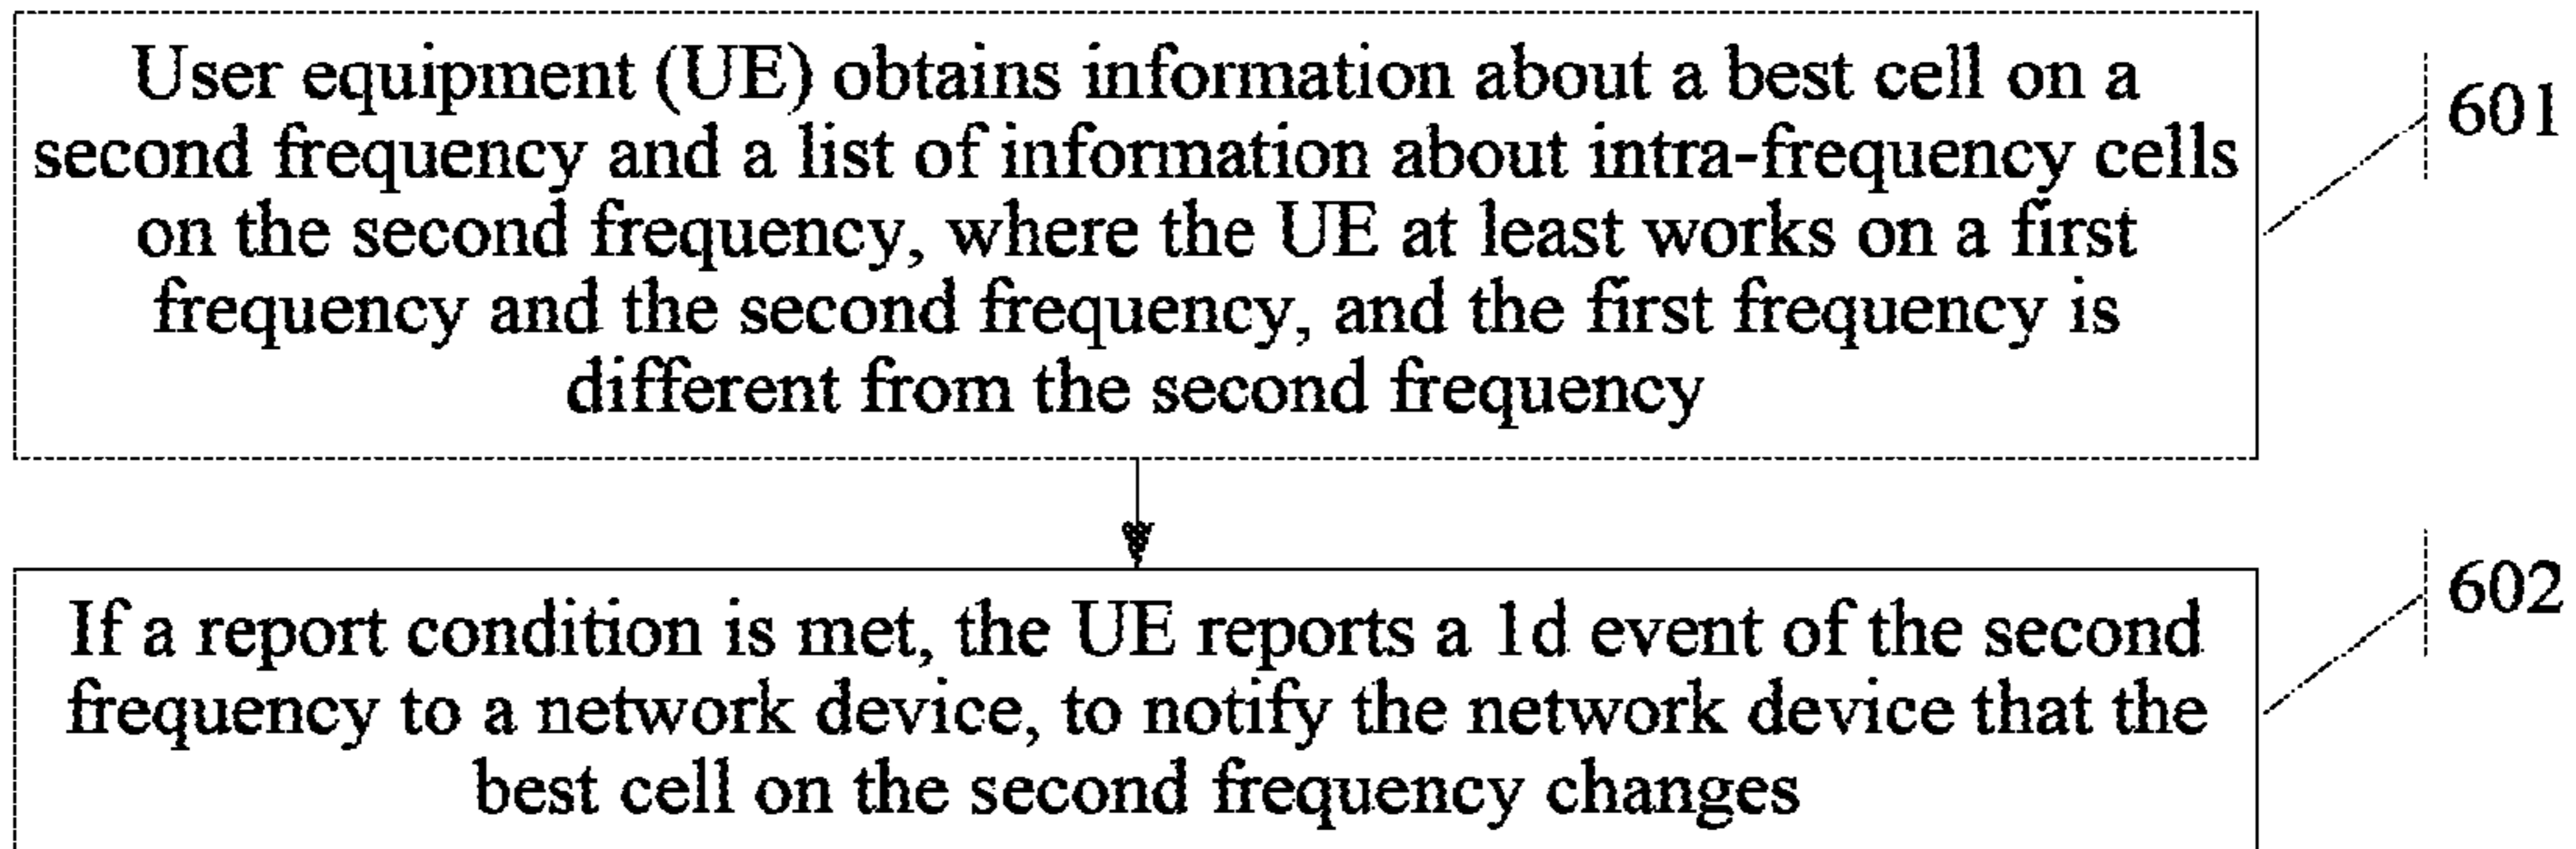 User equipment (UE) obtains information about a best cell on a
second frequency and a list of information about intra-frequency cells
on the second frequency, where the UE at least works on a first
frequency and the second frequency, and the first frequency is
different from the second frequency
601
If a report condition is met, the UE reports a 1d event of the second
frequency to a network device, to notify the network device that the
best cell on the second frequency changes
602